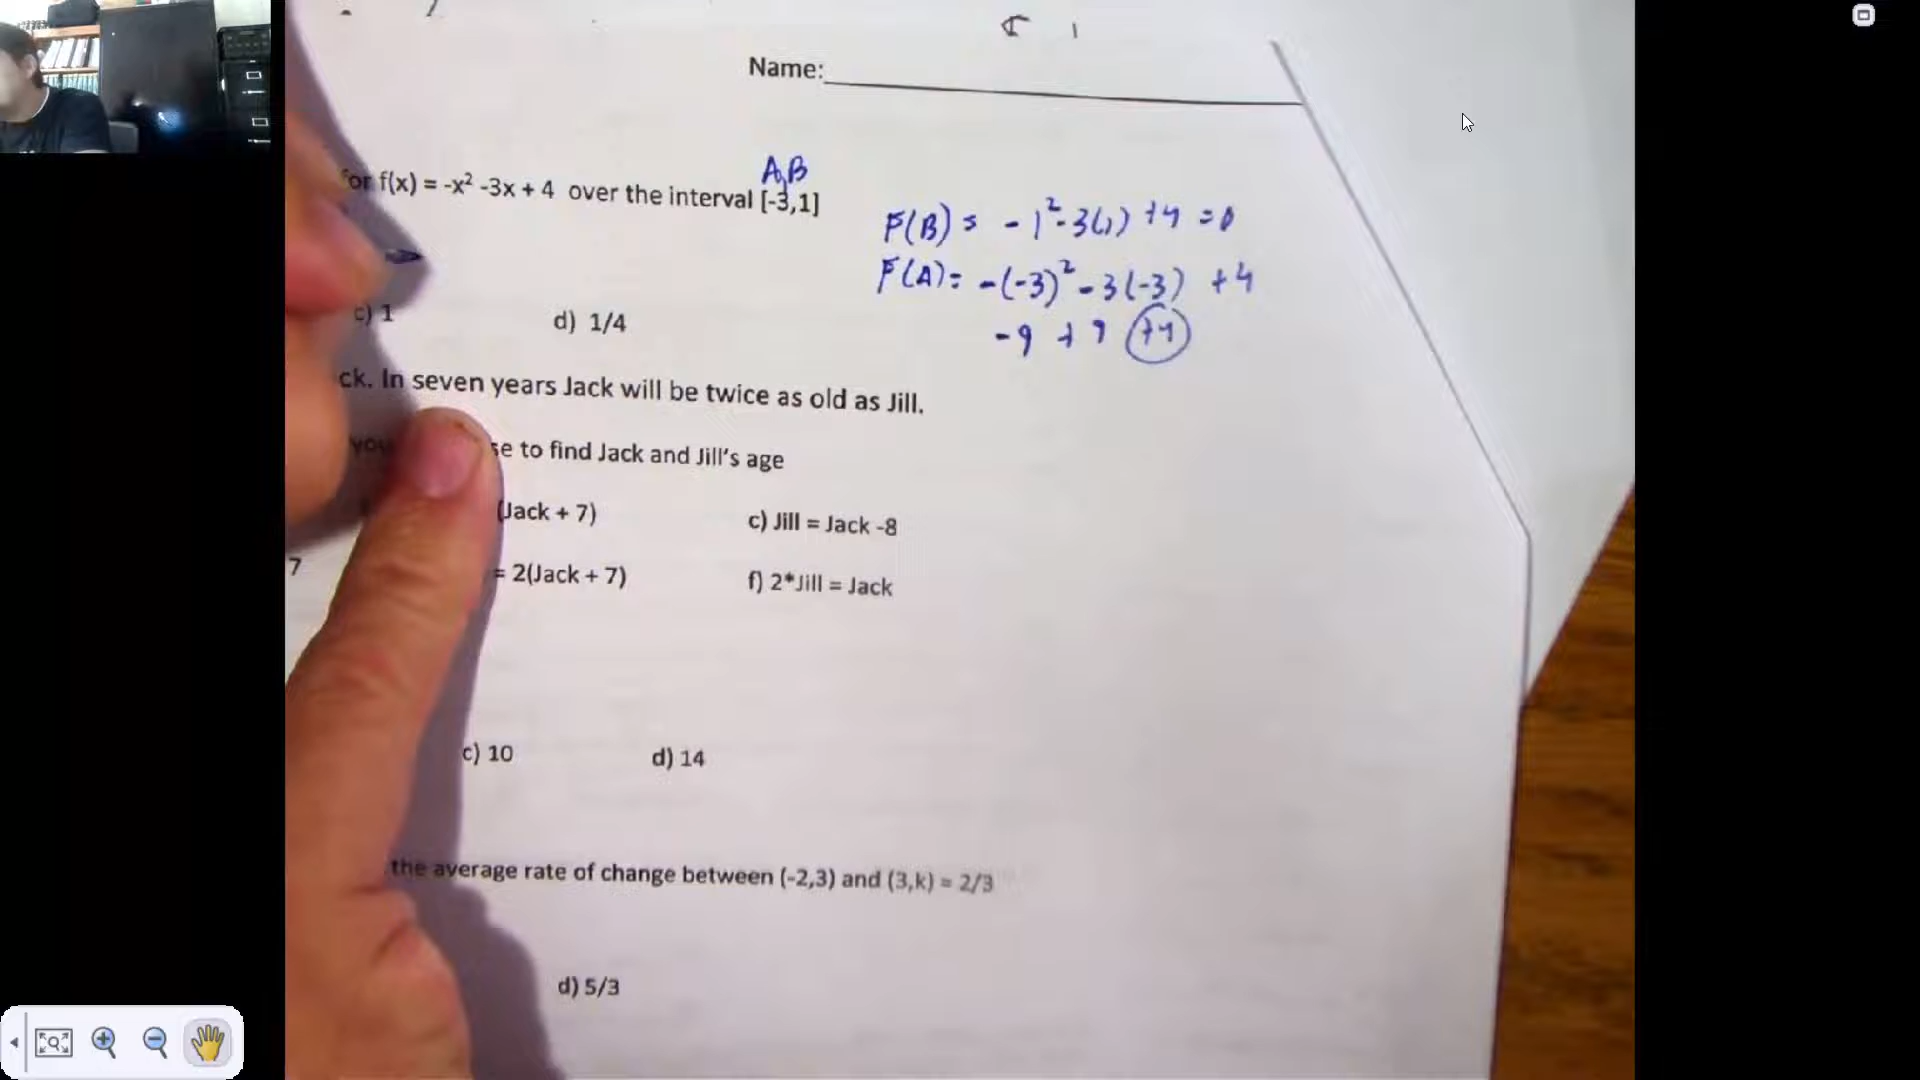 Name:
A,B
for f(x) = -x² -3x + 4 over the interval [-3,1]
F(B) = -1² -3(1) +4 = 0
F(A) = -(-3)² -3(-3) +4
-9 + 9 +4
c) 1
d) 1/4
ck. In seven years Jack will be twice as old as Jill.
you
se to find Jack and Jill's age
(Jack + 7)
c) Jill = Jack -8
7
= 2(Jack + 7)
f) 2*Jill = Jack
c) 10
d) 14
the average rate of change between (-2,3) and (3,k) = 2/3
d) 5/3